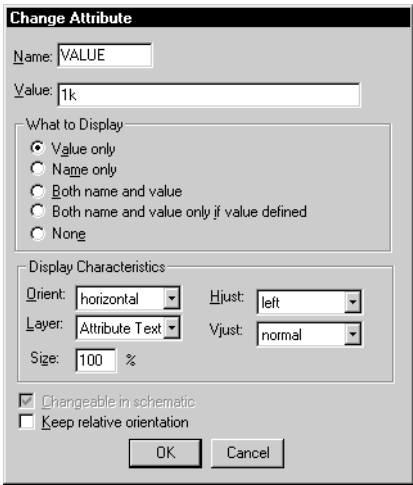 Change Attribute
Name: VALUE
Value: 1k
What to Display
Value only
Name only
Both name and value
Both name and value only if value defined
None
Display Characteristics
Orient: horizontal Hjust: left
Layer: Attribute Text Vjust: normal
Size: 100 %
Changeable in schematic
Keep relative orientation
OK Cancel